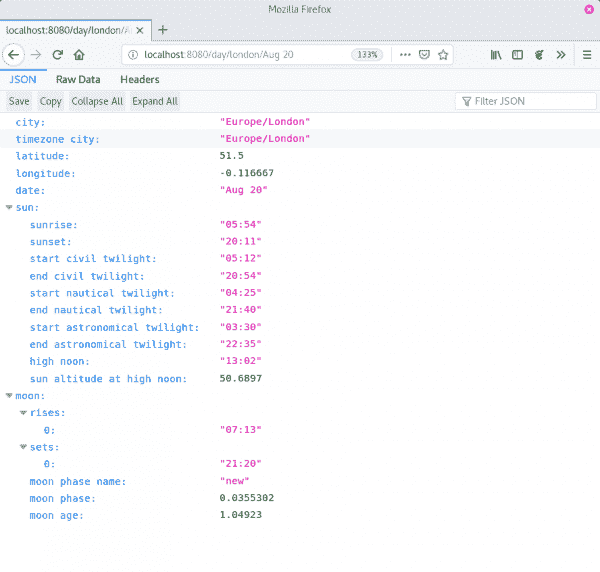 Mozilla Firefox
localhost:8080/day/london/Au
localhost:8080/day/london/Aug 20 133%
JSON Raw Data Headers
Save Copy Collapse All Expand All Filter JSON
city: "Europe/London"
timezone city: "Europe/London"
latitude: 51.5
longitude: -0.116667
date: "Aug 20"
sun:
sunrise: "05:54"
sunset: "20:11"
start civil twilight: "05:12"
end civil twilight: "20:54"
start nautical twilight: "04:25"
end nautical twilight: "21:40"
start astronomical twilight: "03:30"
end astronomical twilight: "22:35"
high noon: "13:02"
sun altitude at high noon: 50.6897
moon:
rises:
0: "07:13"
sets:
0: "21:20"
moon phase name: "new"
moon phase: 0.0355302
moon age: 1.04923